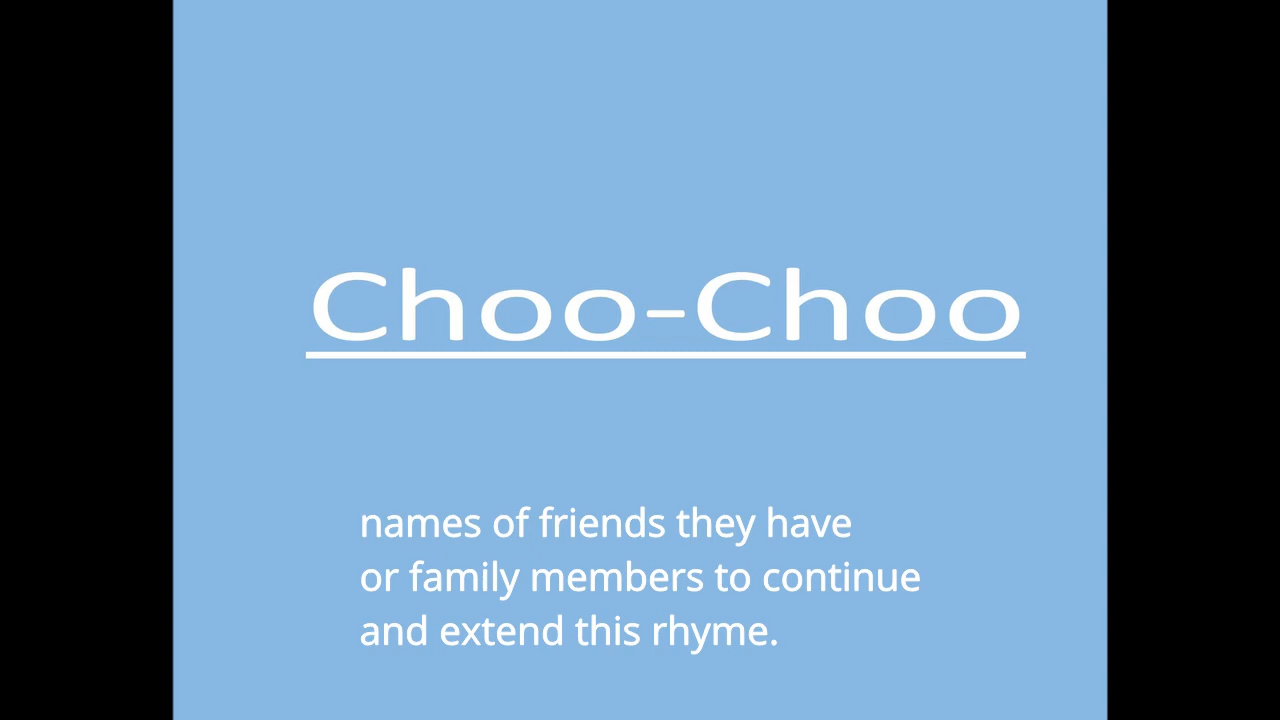 Choo-Choo
names of friends they have
or family members to continue
and extend this rhyme.